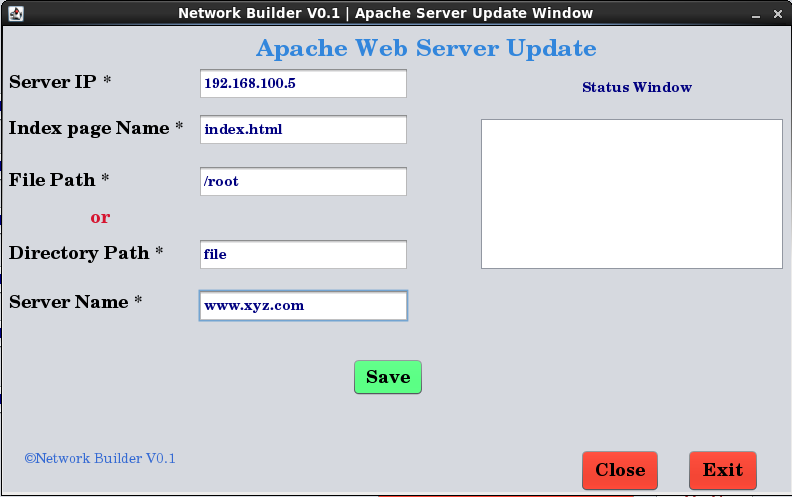 Network Builder V0.1 | Apache Server Update Window
Apache Web Server Update
Server IP * 192.168.100.5
Status Window
Index page Name * index.html
File Path * /root
or
Directory Path * file
Server Name * www.xyz.com
Save
©Network Builder V0.1
Close Exit